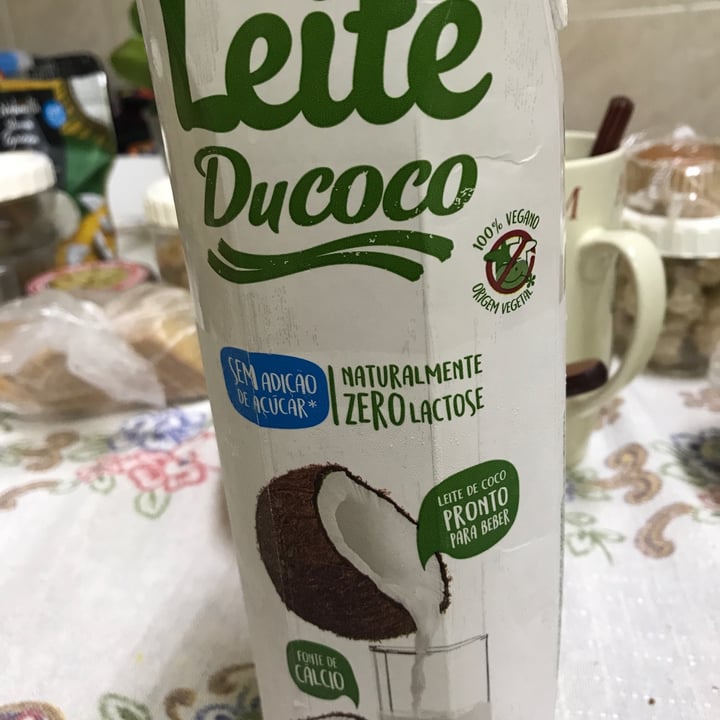 Leite
Ducoco
100% VEGANO
ORIGEM VEGETAL
SEM ADIÇÃO
DE AÇÚCAR*
NATURALMENTE
ZERO LACTOSE
LEITE DE COCO
PRONTO
PARA BEBER
FONTE DE
CÁLCIO